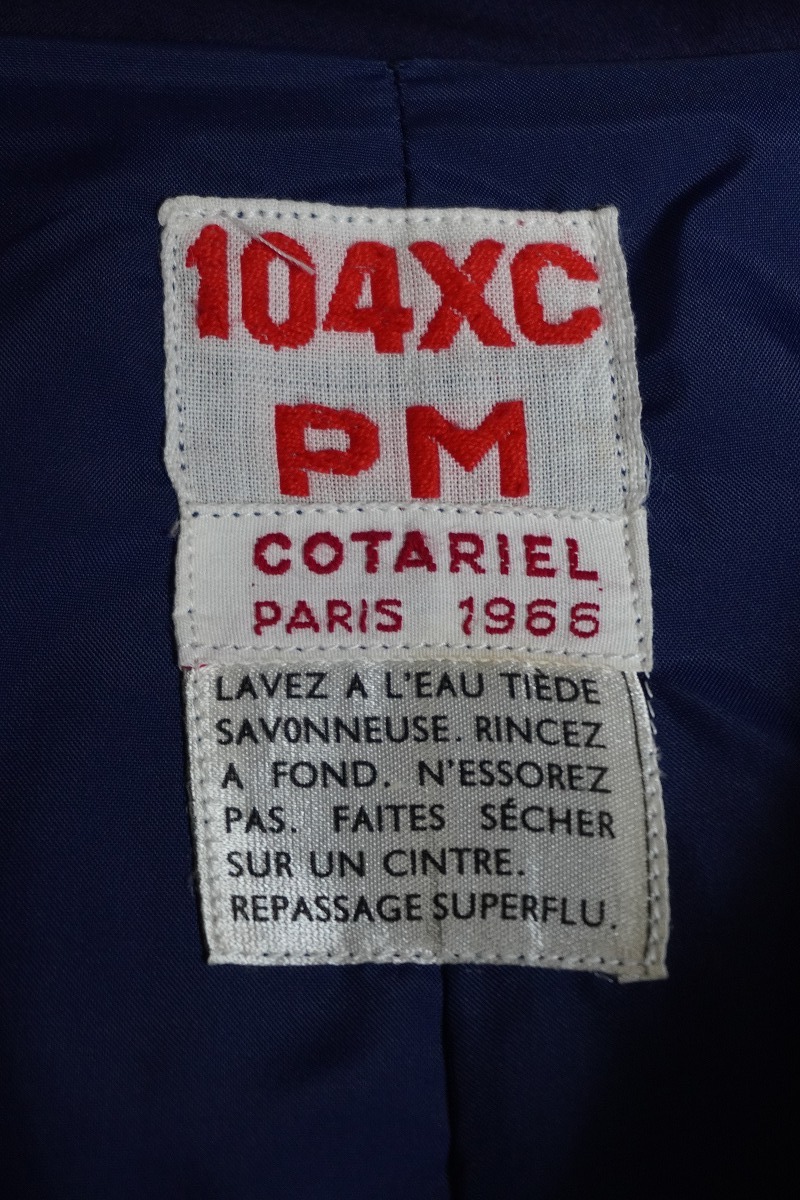 104XC
PM
COTARIEL
PARIS 1966
LAVEZ A L'EAU TIÈDE
SAVONNEUSE. RINCEZ
A FOND. N'ESSOREZ
PAS. FAITES SÉCHER
SUR UN CINTRE.
REPASSAGE SUPERFLU.